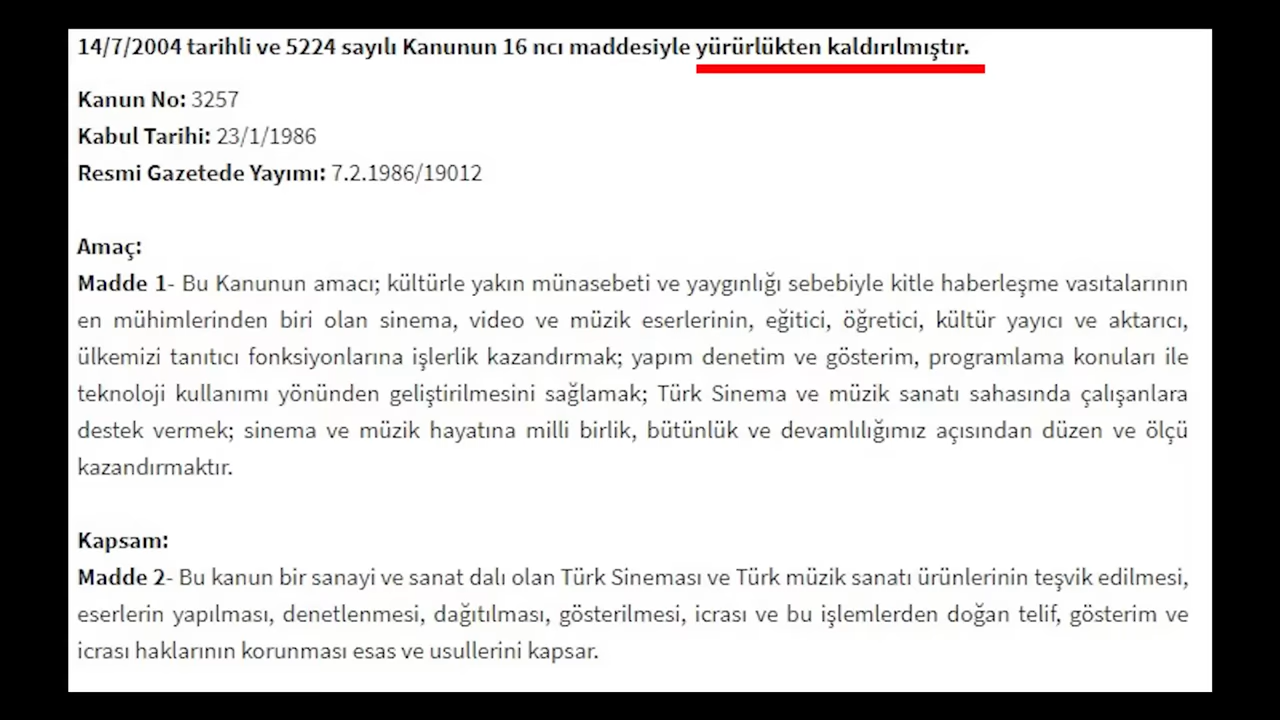 14/7/2004 tarihli ve 5224 sayılı Kanunun 16 ncı maddesiyle yürürlükten kaldırılmıştır.
Kanun No: 3257
Kabul Tarihi: 23/1/1986
Resmi Gazetede Yayımı: 7.2.1986/19012
Amaç:
Madde 1- Bu Kanunun amacı; kültürle yakın münasebeti ve yaygınlığı sebebiyle kitle haberleşme vasıtalarının
en mühimlerinden biri olan sinema, video ve müzik eserlerinin, eğitici, öğretici, kültür yayıcı ve aktarıcı,
ülkemizi tanıtıcı fonksiyonlarına işlerlik kazandırmak; yapım denetim ve gösterim, programlama konuları ile
teknoloji kullanımı yönünden geliştirilmesini sağlamak; Türk Sinema ve müzik sanatı sahasında çalışanlara
destek vermek; sinema ve müzik hayatına milli birlik, bütünlük ve devamlılığımız açısından düzen ve ölçü
kazandırmaktır.
Kapsam:
Madde 2- Bu kanun bir sanayi ve sanat dalı olan Türk Sineması ve Türk müzik sanatı ürünlerinin teşvik edilmesi,
eserlerin yapılması, denetlenmesi, dağıtılması, gösterilmesi, icrası ve bu işlemlerden doğan telif, gösterim ve
icrası haklarının korunması esas ve usullerini kapsar.